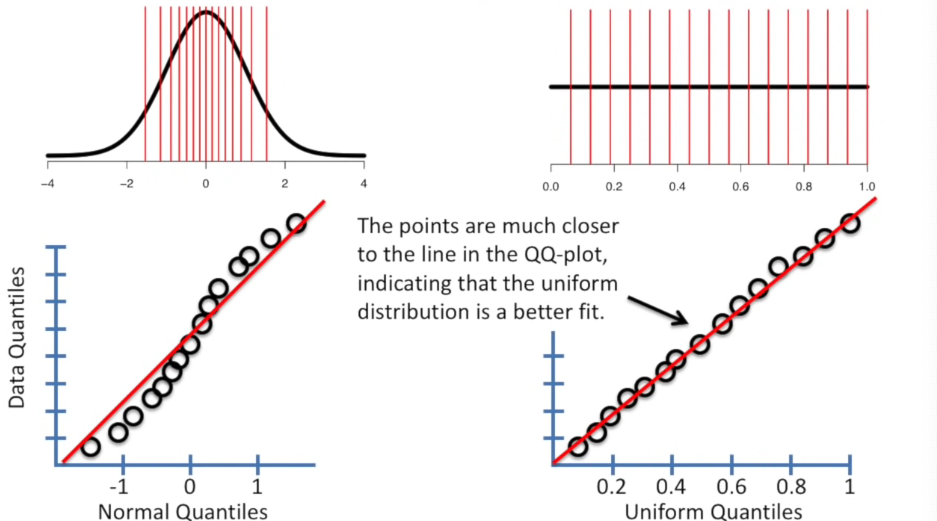 −4 −2 0 2 4
0.0 0.2 0.4 0.6 0.8 1.0
The points are much closer
to the line in the QQ-plot,
indicating that the uniform
distribution is a better fit.
Data Quantiles
-1 0 1
Normal Quantiles
0.2 0.4 0.6 0.8 1
Uniform Quantiles